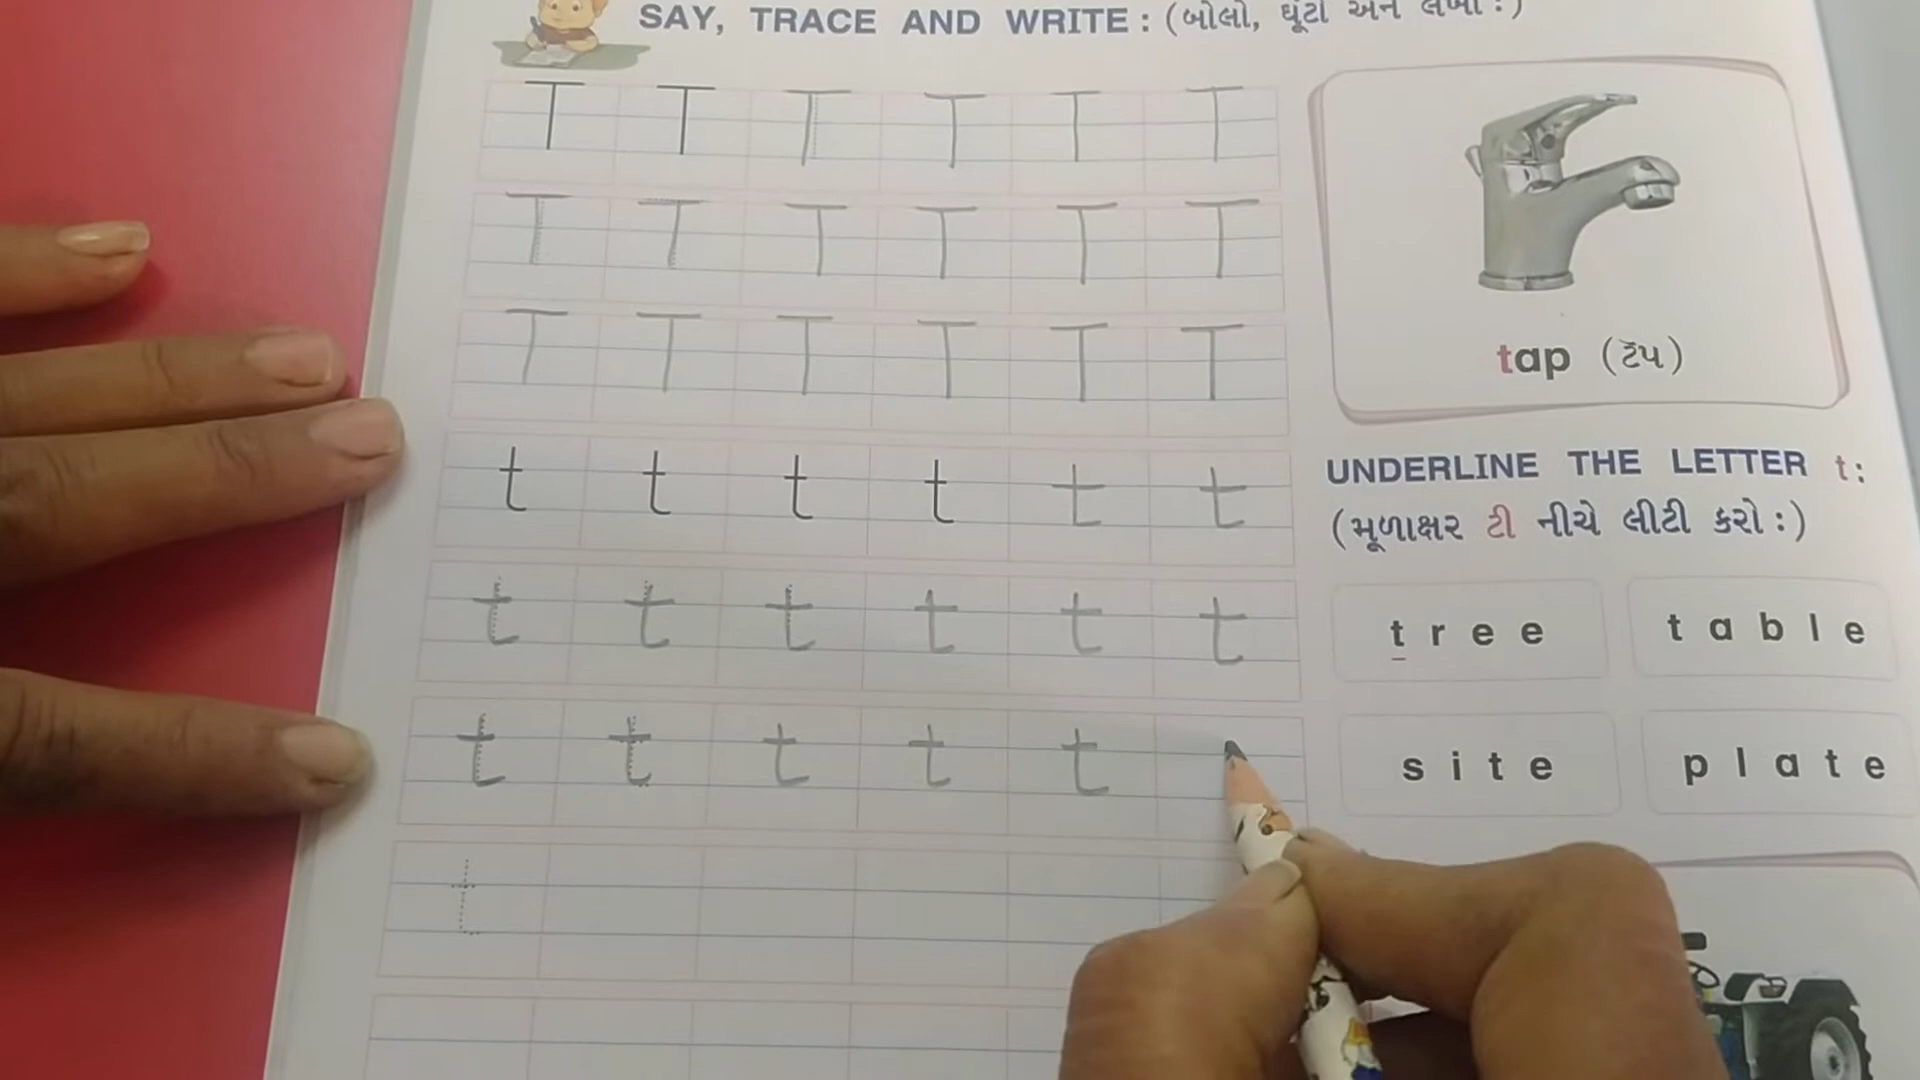 SAY, TRACE AND WRITE : (બોલો, ઘૂંટો અને લખો :)
T T T T T T
T T T T T T
T T T T T T
t t t t t t
t t t t t t
t t t t t
t
tap (ટૅપ)
UNDERLINE THE LETTER t :
(મૂળાક્ષર ટી નીચે લીટી કરો :)
t r e e
t a b l e
s i t e
p l a t e